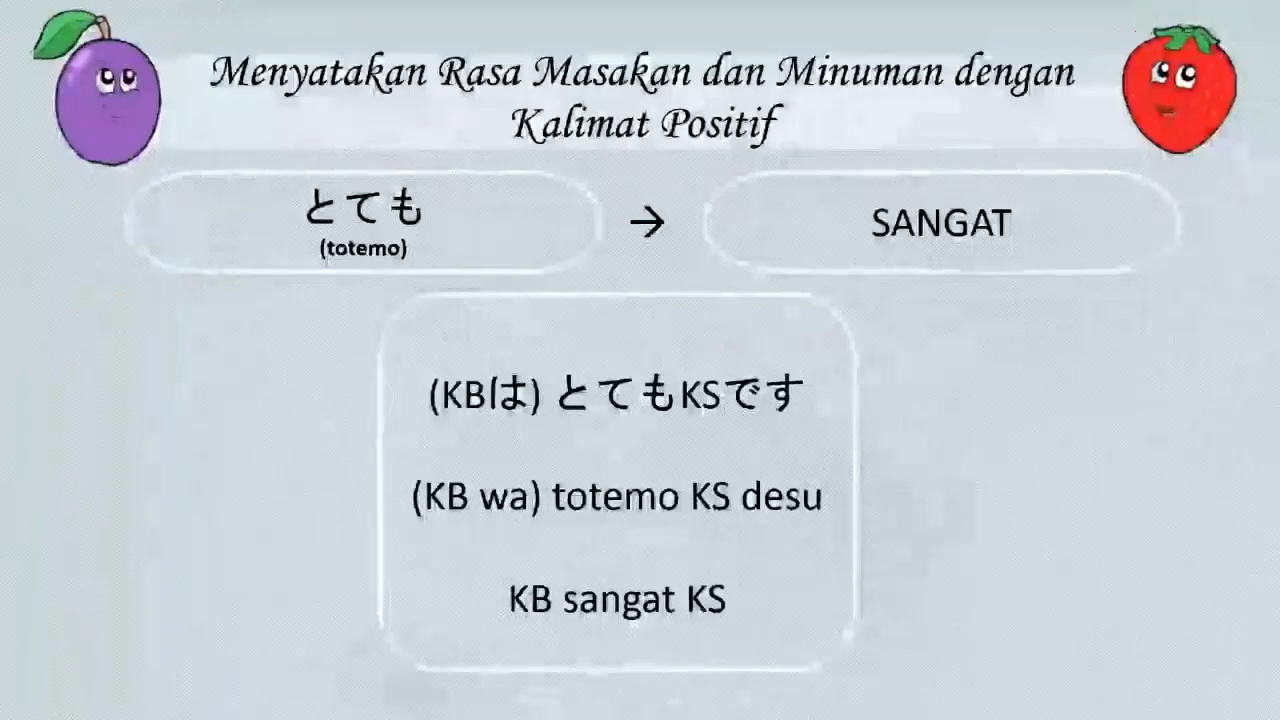 Menyatakan Rasa Masakan dan Minuman dengan
Kalimat Positif
とても
(totemo)
→
SANGAT
(KBは) とてもKSです
(KB wa) totemo KS desu
KB sangat KS